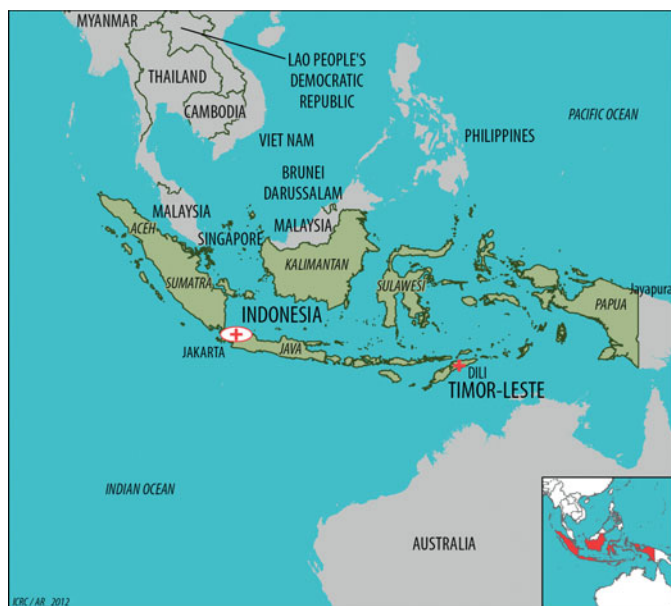 MYANMAR
LAO PEOPLE'S
DEMOCRATIC
REPUBLIC
THAILAND
CAMBODIA
PACIFIC OCEAN
VIET NAM
PHILIPPINES
BRUNEI
DARUSSALAM
MALAYSIA
MALAYSIA
ACEH
SINGAPORE
KALIMANTAN
SUMATRA
SULAWESI
Jayapura
PAPUA
INDONESIA
JAKARTA
JAVA
DILI
TIMOR-LESTE
INDIAN OCEAN
AUSTRALIA
ICRC / AR 2012